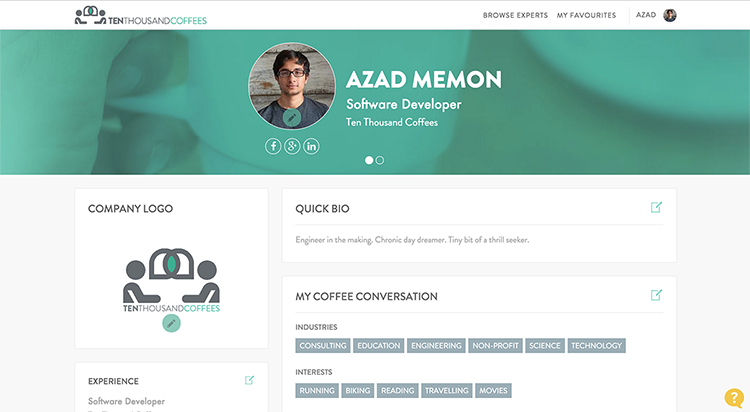 TENTHOUSANDCOFFEES
BROWSE EXPERTS MY FAVOURITES AZAD
AZAD MEMON
Software Developer
Ten Thousand Coffees
COMPANY LOGO
TENTHOUSANDCOFFEES
EXPERIENCE
Software Developer
QUICK BIO
Engineer in the making. Chronic day dreamer. Tiny bit of a thrill seeker.
MY COFFEE CONVERSATION
INDUSTRIES
CONSULTING EDUCATION ENGINEERING NON-PROFIT SCIENCE TECHNOLOGY
INTERESTS
RUNNING BIKING READING TRAVELLING MOVIES
?